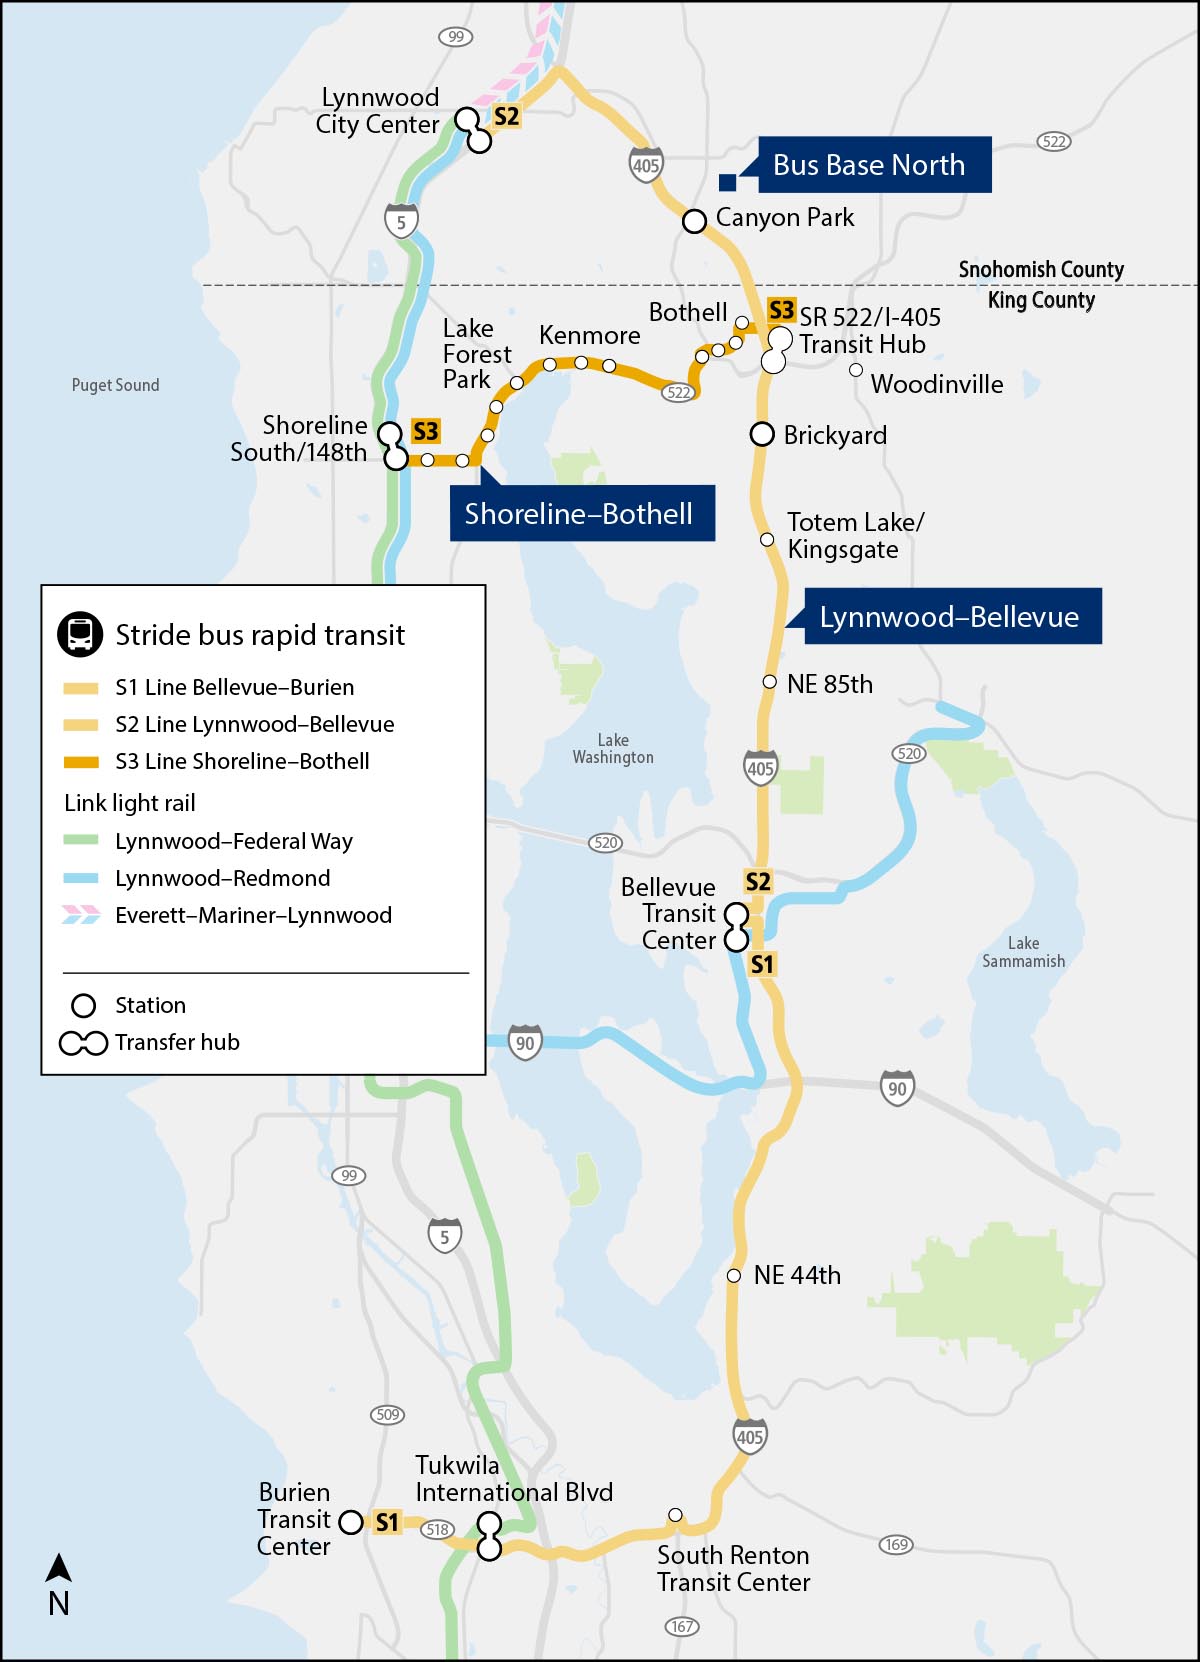 99
Lynnwood
City Center
S2
405
522
Bus Base North
5
Canyon Park
Snohomish County
King County
Bothell
S3
SR 522/I-405
Transit Hub
Lake
Forest
Park
Kenmore
Woodinville
Puget Sound
522
Shoreline
South/148th
S3
Brickyard
Shoreline–Bothell
Totem Lake/
Kingsgate
Lynnwood–Bellevue
Stride bus rapid transit
S1 Line Bellevue–Burien
S2 Line Lynnwood–Bellevue
S3 Line Shoreline–Bothell
Link light rail
Lynnwood–Federal Way
Lynnwood–Redmond
Everett–Mariner–Lynnwood
Station
Transfer hub
NE 85th
Lake
Washington
405
520
520
Bellevue
Transit
Center
S2
S1
Lake
Sammamish
90
90
99
5
NE 44th
509
405
Tukwila
International Blvd
Burien
Transit
Center
S1
518
South Renton
Transit Center
169
167
N